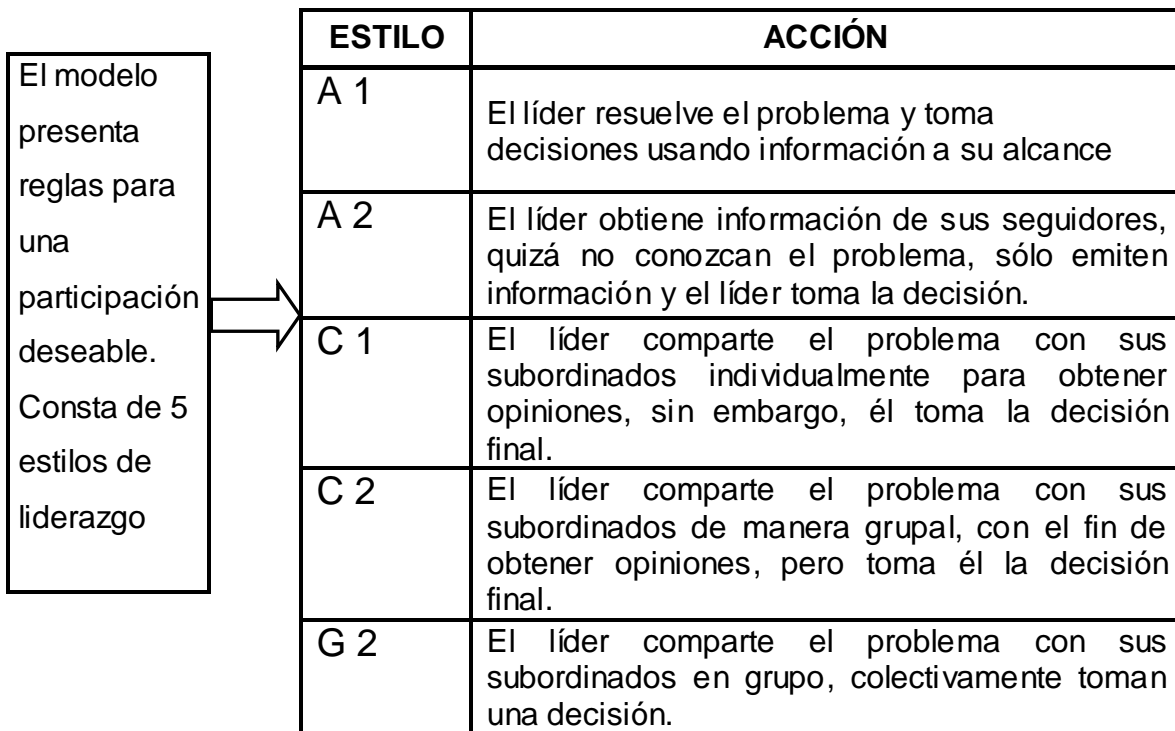 El modelo
presenta
reglas para
una
participación
deseable.
Consta de 5
estilos de
liderazgo
ESTILO
ACCIÓN
A 1
El líder resuelve el problema y toma
decisiones usando información a su alcance
A 2
El líder obtiene información de sus seguidores,
quizá no conozcan el problema, sólo emiten
información y el líder toma la decisión.
C 1
El líder comparte el problema con sus
subordinados individualmente para obtener
opiniones, sin embargo, él toma la decisión
final.
C 2
El líder comparte el problema con sus
subordinados de manera grupal, con el fin de
obtener opiniones, pero toma él la decisión
final.
G 2
El líder comparte el problema con sus
subordinados en grupo, colectivamente toman
una decisión.